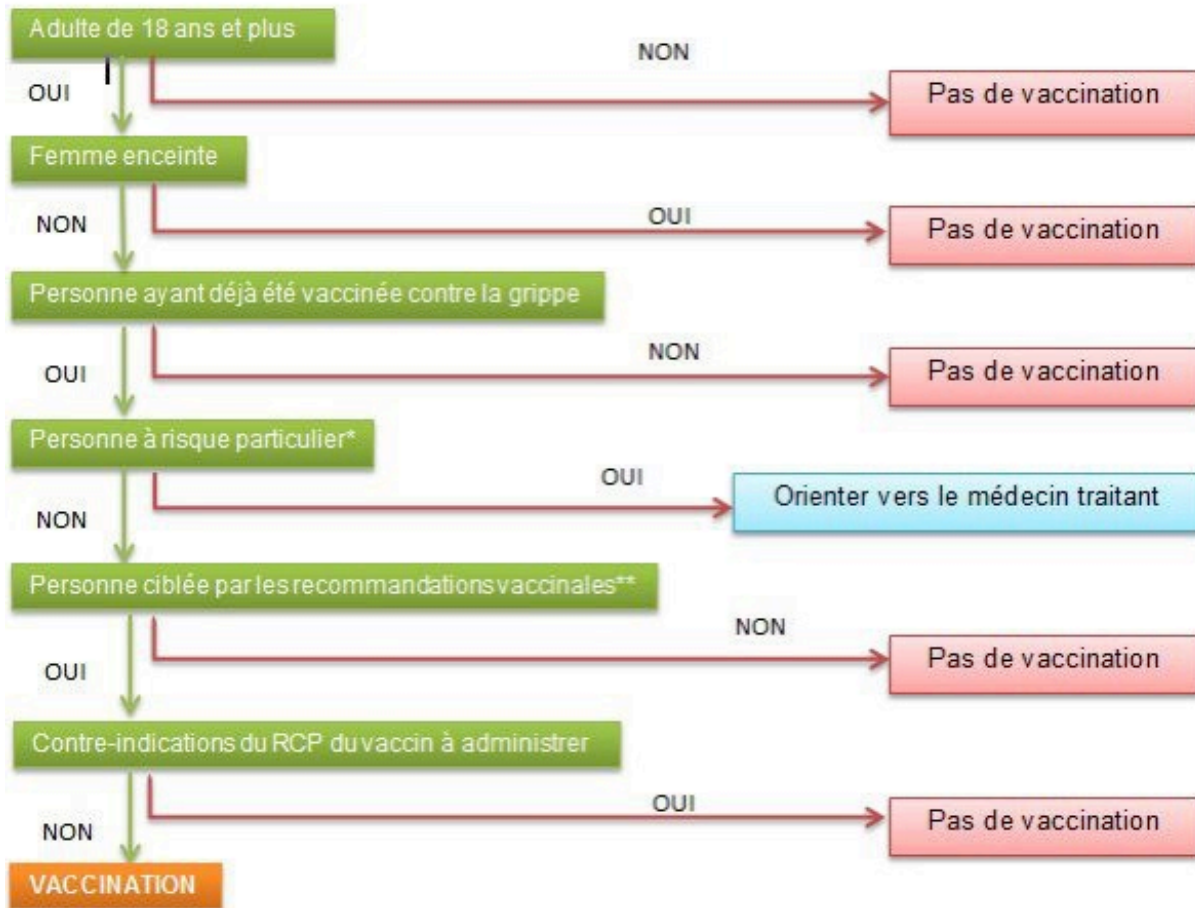 Adulte de 18 ans et plus
NON
OUI
Pas de vaccination
Femme enceinte
OUI
NON
Pas de vaccination
Personne ayant déjà été vaccinée contre la grippe
NON
OUI
Pas de vaccination
Personne à risque particulier*
OUI
Orienter vers le médecin traitant
NON
Personne ciblée par les recommandations vaccinales**
NON
OUI
Pas de vaccination
Contre-indications du RCP du vaccin à administrer
OUI
NON
Pas de vaccination
VACCINATION